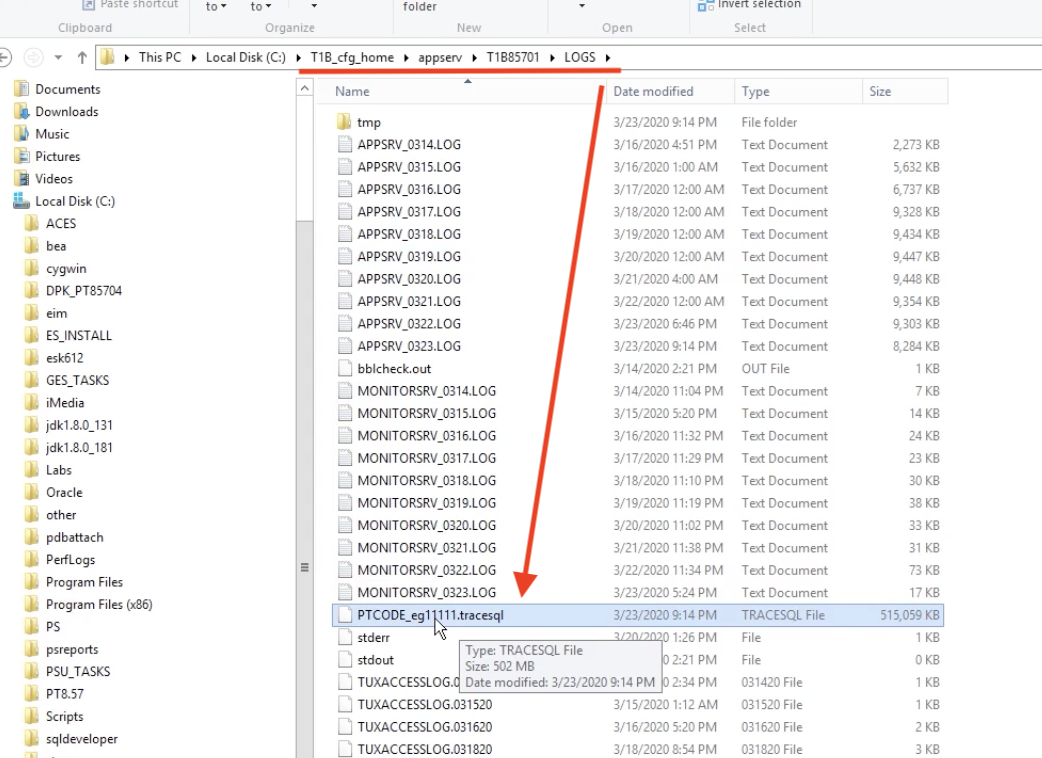 Paste shortcut to to folder Invert selection
Clipboard Organize New Open Select
This PC Local Disk (C:) T1B_cfg_home appserv T1B85701 LOGS
Name Date modified Type Size
Documents
Downloads
Music
Pictures
Videos
Local Disk (C:)
ACES
bea
cygwin
DPK_PT85704
eim
ES_INSTALL
esk612
GES_TASKS
iMedia
jdk1.8.0_131
jdk1.8.0_181
Labs
Oracle
other
pdbattach
PerfLogs
Program Files
Program Files (x86)
PS
psreports
PSU_TASKS
PT8.57
Scripts
sqldeveloper
tmp 3/23/2020 9:14 PM File folder
APPSRV_0314.LOG 3/16/2020 4:51 PM Text Document 2,273 KB
APPSRV_0315.LOG 3/16/2020 1:00 AM Text Document 5,632 KB
APPSRV_0316.LOG 3/17/2020 12:00 AM Text Document 6,737 KB
APPSRV_0317.LOG 3/18/2020 12:00 AM Text Document 9,328 KB
APPSRV_0318.LOG 3/19/2020 12:00 AM Text Document 9,434 KB
APPSRV_0319.LOG 3/20/2020 12:00 AM Text Document 9,447 KB
APPSRV_0320.LOG 3/21/2020 4:00 AM Text Document 9,448 KB
APPSRV_0321.LOG 3/22/2020 12:00 AM Text Document 9,354 KB
APPSRV_0322.LOG 3/23/2020 6:46 PM Text Document 9,303 KB
APPSRV_0323.LOG 3/23/2020 9:14 PM Text Document 8,284 KB
bblcheck.out 3/14/2020 2:21 PM OUT File 1 KB
MONITORSRV_0314.LOG 3/14/2020 11:04 PM Text Document 7 KB
MONITORSRV_0315.LOG 3/15/2020 5:20 PM Text Document 14 KB
MONITORSRV_0316.LOG 3/16/2020 11:32 PM Text Document 24 KB
MONITORSRV_0317.LOG 3/17/2020 11:29 PM Text Document 23 KB
MONITORSRV_0318.LOG 3/18/2020 11:10 PM Text Document 30 KB
MONITORSRV_0319.LOG 3/19/2020 11:19 PM Text Document 38 KB
MONITORSRV_0320.LOG 3/20/2020 11:02 PM Text Document 33 KB
MONITORSRV_0321.LOG 3/21/2020 11:38 PM Text Document 31 KB
MONITORSRV_0322.LOG 3/22/2020 11:34 PM Text Document 73 KB
MONITORSRV_0323.LOG 3/23/2020 5:24 PM Text Document 17 KB
PTCODE_eg11111.tracesql 3/23/2020 9:14 PM TRACESQL File 515,059 KB
stderr 3/20/2020 1:26 PM File 1 KB
stdout 2:21 PM File 0 KB
Type: TRACESQL File
Size: 502 MB
Date modified: 3/23/2020 9:14 PM
TUXACCESSLOG.0 2:34 PM 031420 File 1 KB
TUXACCESSLOG.031520 3/15/2020 1:12 AM 031520 File 1 KB
TUXACCESSLOG.031620 3/16/2020 5:20 PM 031620 File 2 KB
TUXACCESSLOG.031820 3/18/2020 8:54 PM 031820 File 3 KB